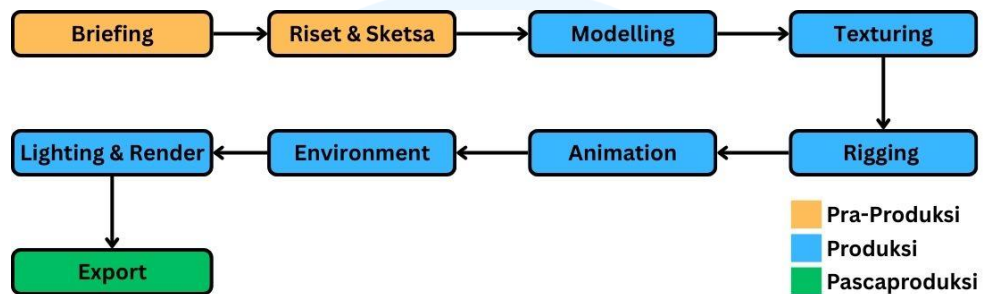 Briefing
Riset & Sketsa
Modelling
Texturing
Rigging
Animation
Environment
Lighting & Render
Export
Pra-Produksi
Produksi
Pascaproduksi